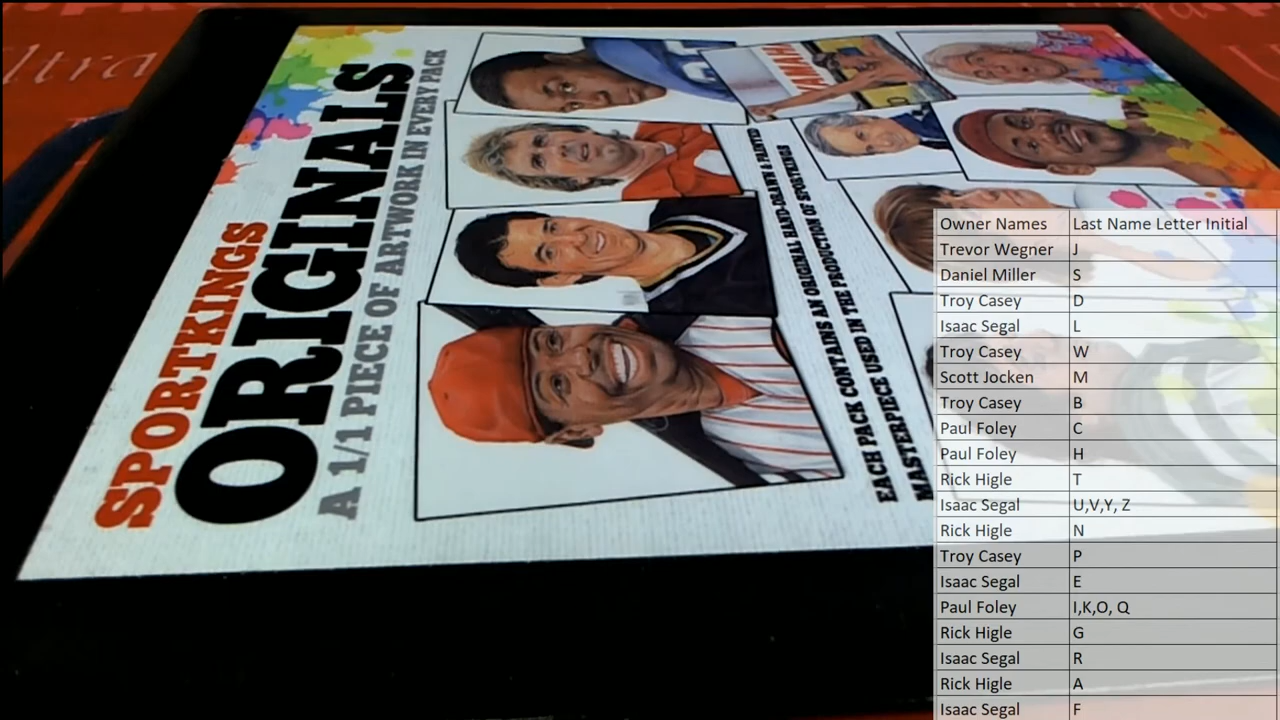 SPORTKINGS
ORIGINALS
A 1/1 PIECE OF ARTWORK IN EVERY PACK
YAMAHA
EACH PACK CONTAINS AN ORIGINAL HAND-DRAWN & PAINTED
MASTERPIECE USED IN THE PRODUCTION OF SPORTKINGS
Owner Names Last Name Letter Initial
Trevor Wegner J
Daniel Miller S
Troy Casey D
Isaac Segal L
Troy Casey W
Scott Jocken M
Troy Casey B
Paul Foley C
Paul Foley H
Rick Higle T
Isaac Segal U,V,Y, Z
Rick Higle N
Troy Casey P
Isaac Segal E
Paul Foley I,K,O, Q
Rick Higle G
Isaac Segal R
Rick Higle A
Isaac Segal F